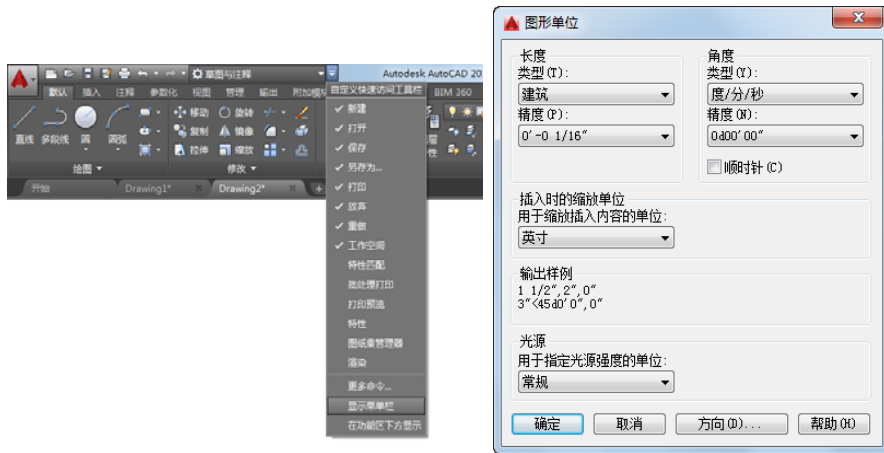 草图与注释
Autodesk AutoCAD 20
默认 插入 注释 参数化 视图 管理 输出 附加模块
BIM 360
直线 多段线 圆 圆弧
移动 旋转
复制 镜像
拉伸 缩放
层
性
绘图 修改
开始 Drawing1* Drawing2*
自定义快速访问工具栏
新建
打开
保存
另存为...
打印
放弃
重做
工作空间
特性匹配
批处理打印
打印预览
特性
图纸集管理器
渲染
更多命令...
显示菜单栏
在功能区下方显示
图形单位
长度
类型(T):
建筑
精度(P):
0'-0 1/16"
角度
类型(Y):
度/分/秒
精度(N):
0d00'00"
顺时针(C)
插入时的缩放单位
用于缩放插入内容的单位:
英寸
输出样例
1 1/2",2",0"
3"<45d0'0",0"
光源
用于指定光源强度的单位:
常规
确定 取消 方向(D)... 帮助(H)